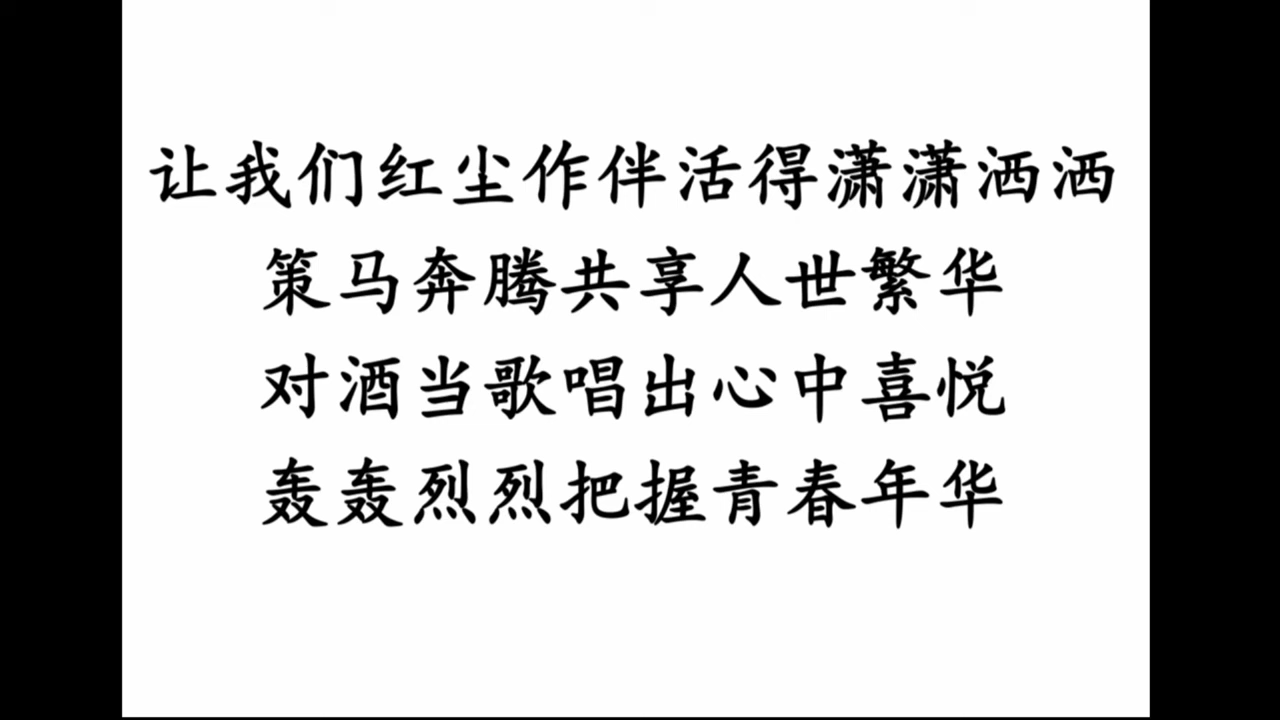 让我们红尘作伴活得潇潇洒洒
策马奔腾共享人世繁华
对酒当歌唱出心中喜悦
轰轰烈烈把握青春年华